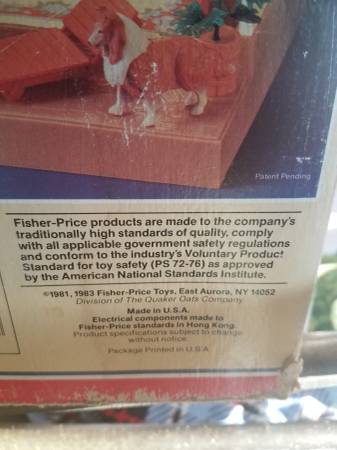 Patent Pending
Fisher-Price products are made to the company's
traditionally high standards of quality, comply
with all applicable government safety regulations
and conform to the industry's Voluntary Product
Standard for toy safety (PS 72-76) as approved
by the American National Standards Institute.
©1981, 1983 Fisher-Price Toys, East Aurora, NY 14052
Division of The Quaker Oats Company
Made in U.S.A.
Electrical components made to
Fisher-Price standards in Hong Kong.
Product specifications subject to change
without notice.
Package Printed in U.S.A.